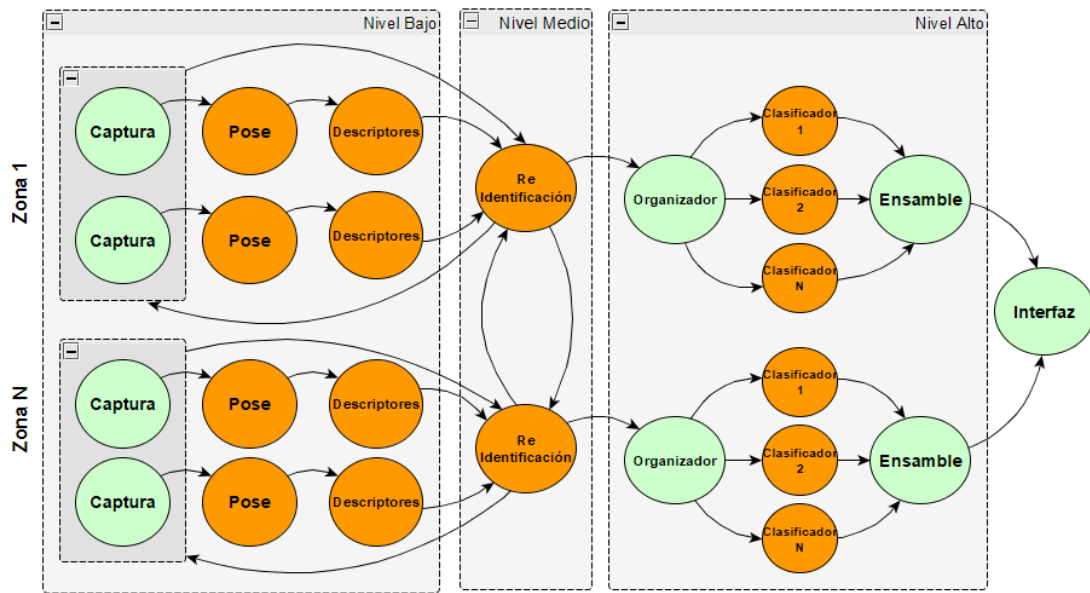 Nivel Bajo
Nivel Medio
Nivel Alto
Zona 1
Captura
Pose
Descriptores
Captura
Pose
Descriptores
Re
Identificación
Organizador
Clasificador
1
Clasificador
2
Clasificador
N
Ensamble
Interfaz
Zona N
Captura
Pose
Descriptores
Captura
Pose
Descriptores
Re
Identificación
Organizador
Clasificador
1
Clasificador
2
Clasificador
N
Ensamble